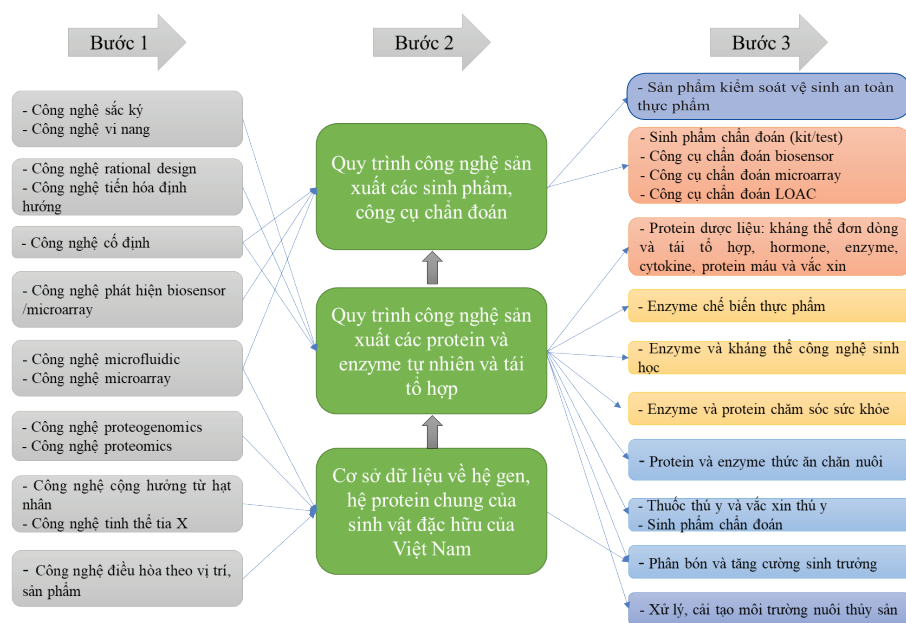 Bước 1
Bước 2
Bước 3
- Công nghệ sắc ký
- Công nghệ vi nang
- Công nghệ rational design
- Công nghệ tiến hóa định
hướng
- Công nghệ cố định
- Công nghệ phát hiện biosensor
/microarray
- Công nghệ microfluidic
- Công nghệ microarray
- Công nghệ proteogenomics
- Công nghệ proteomics
- Công nghệ cộng hưởng từ hạt
nhân
- Công nghệ tinh thể tia X
- Công nghệ điều hòa theo vị trí,
sản phẩm
Quy trình công nghệ sản
xuất các sinh phẩm,
công cụ chẩn đoán
Quy trình công nghệ sản
xuất các protein và
enzyme tự nhiên và tái
tổ hợp
Cơ sở dữ liệu về hệ gen,
hệ protein chung của
sinh vật đặc hữu của
Việt Nam
- Sản phẩm kiểm soát vệ sinh an toàn
thực phẩm
- Sinh phẩm chẩn đoán (kit/test)
- Công cụ chẩn đoán biosensor
- Công cụ chẩn đoán microarray
- Công cụ chẩn đoán LOAC
- Protein dược liệu: kháng thể đơn dòng
và tái tổ hợp, hormone, enzyme,
cytokine, protein máu và vắc xin
- Enzyme chế biến thực phẩm
- Enzyme và kháng thể công nghệ sinh
học
- Enzyme và protein chăm sóc sức khỏe
- Protein và enzyme thức ăn chăn nuôi
- Thuốc thú y và vắc xin thú y
- Sinh phẩm chẩn đoán
- Phân bón và tăng cường sinh trưởng
- Xử lý, cải tạo môi trường nuôi thủy sản